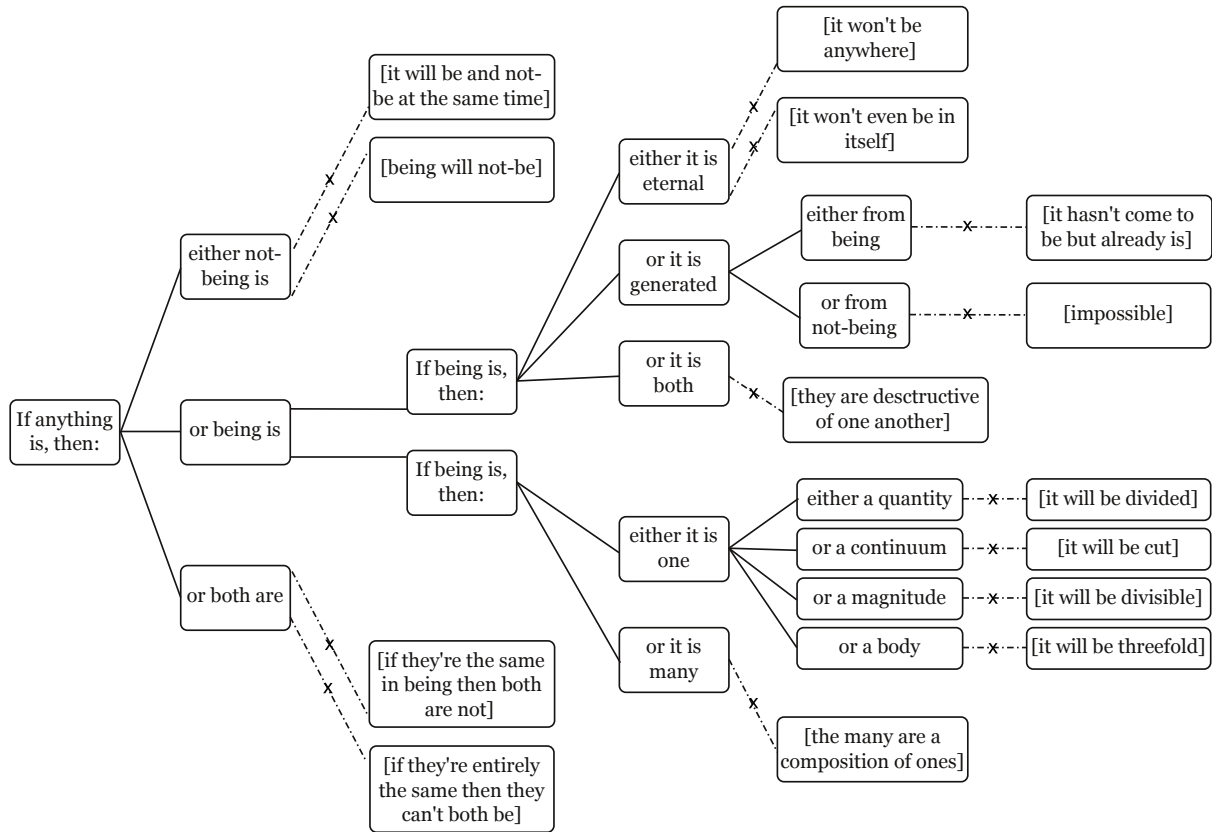 [it won't be
anywhere]
[it will be and not-
be at the same time]
[it won't even be in
itself]
[being will not-be]
either it is
eternal
either from
being
[it hasn't come to
be but already is]
either not-
being is
or it is
generated
or from
not-being
[impossible]
If being is,
then:
or it is
both
[they are desctructive
of one another]
If anything
is, then:
or being is
If being is,
then:
either a quantity
[it will be divided]
either it is
one
or a continuum
[it will be cut]
or a magnitude
[it will be divisible]
or both are
or it is
many
or a body
[it will be threefold]
[if they're the same
in being then both
are not]
[the many are a
composition of ones]
[if they're entirely
the same then they
can't both be]
x
x
x
x
x
x
x
x
x
x
x
x
x
x